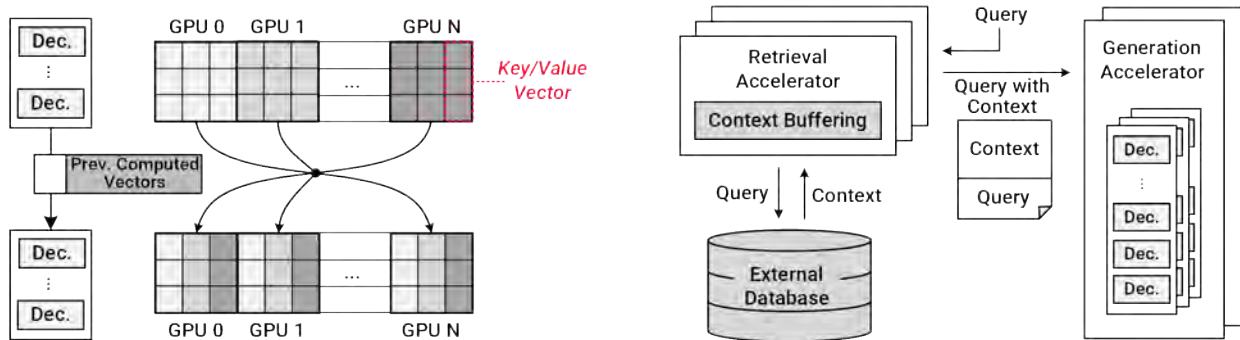 Dec.
⋮
Dec.
Prev. Computed
Vectors
Dec.
⋮
Dec.
GPU 0
GPU 1
GPU N
...
Key/Value
Vector
...
GPU 0
GPU 1
GPU N
Retrieval
Accelerator
Context Buffering
Query
Context
External
Database
Query
Query with
Context
Context
Query
Generation
Accelerator
Dec.
⋮
Dec.
Dec.
Dec.